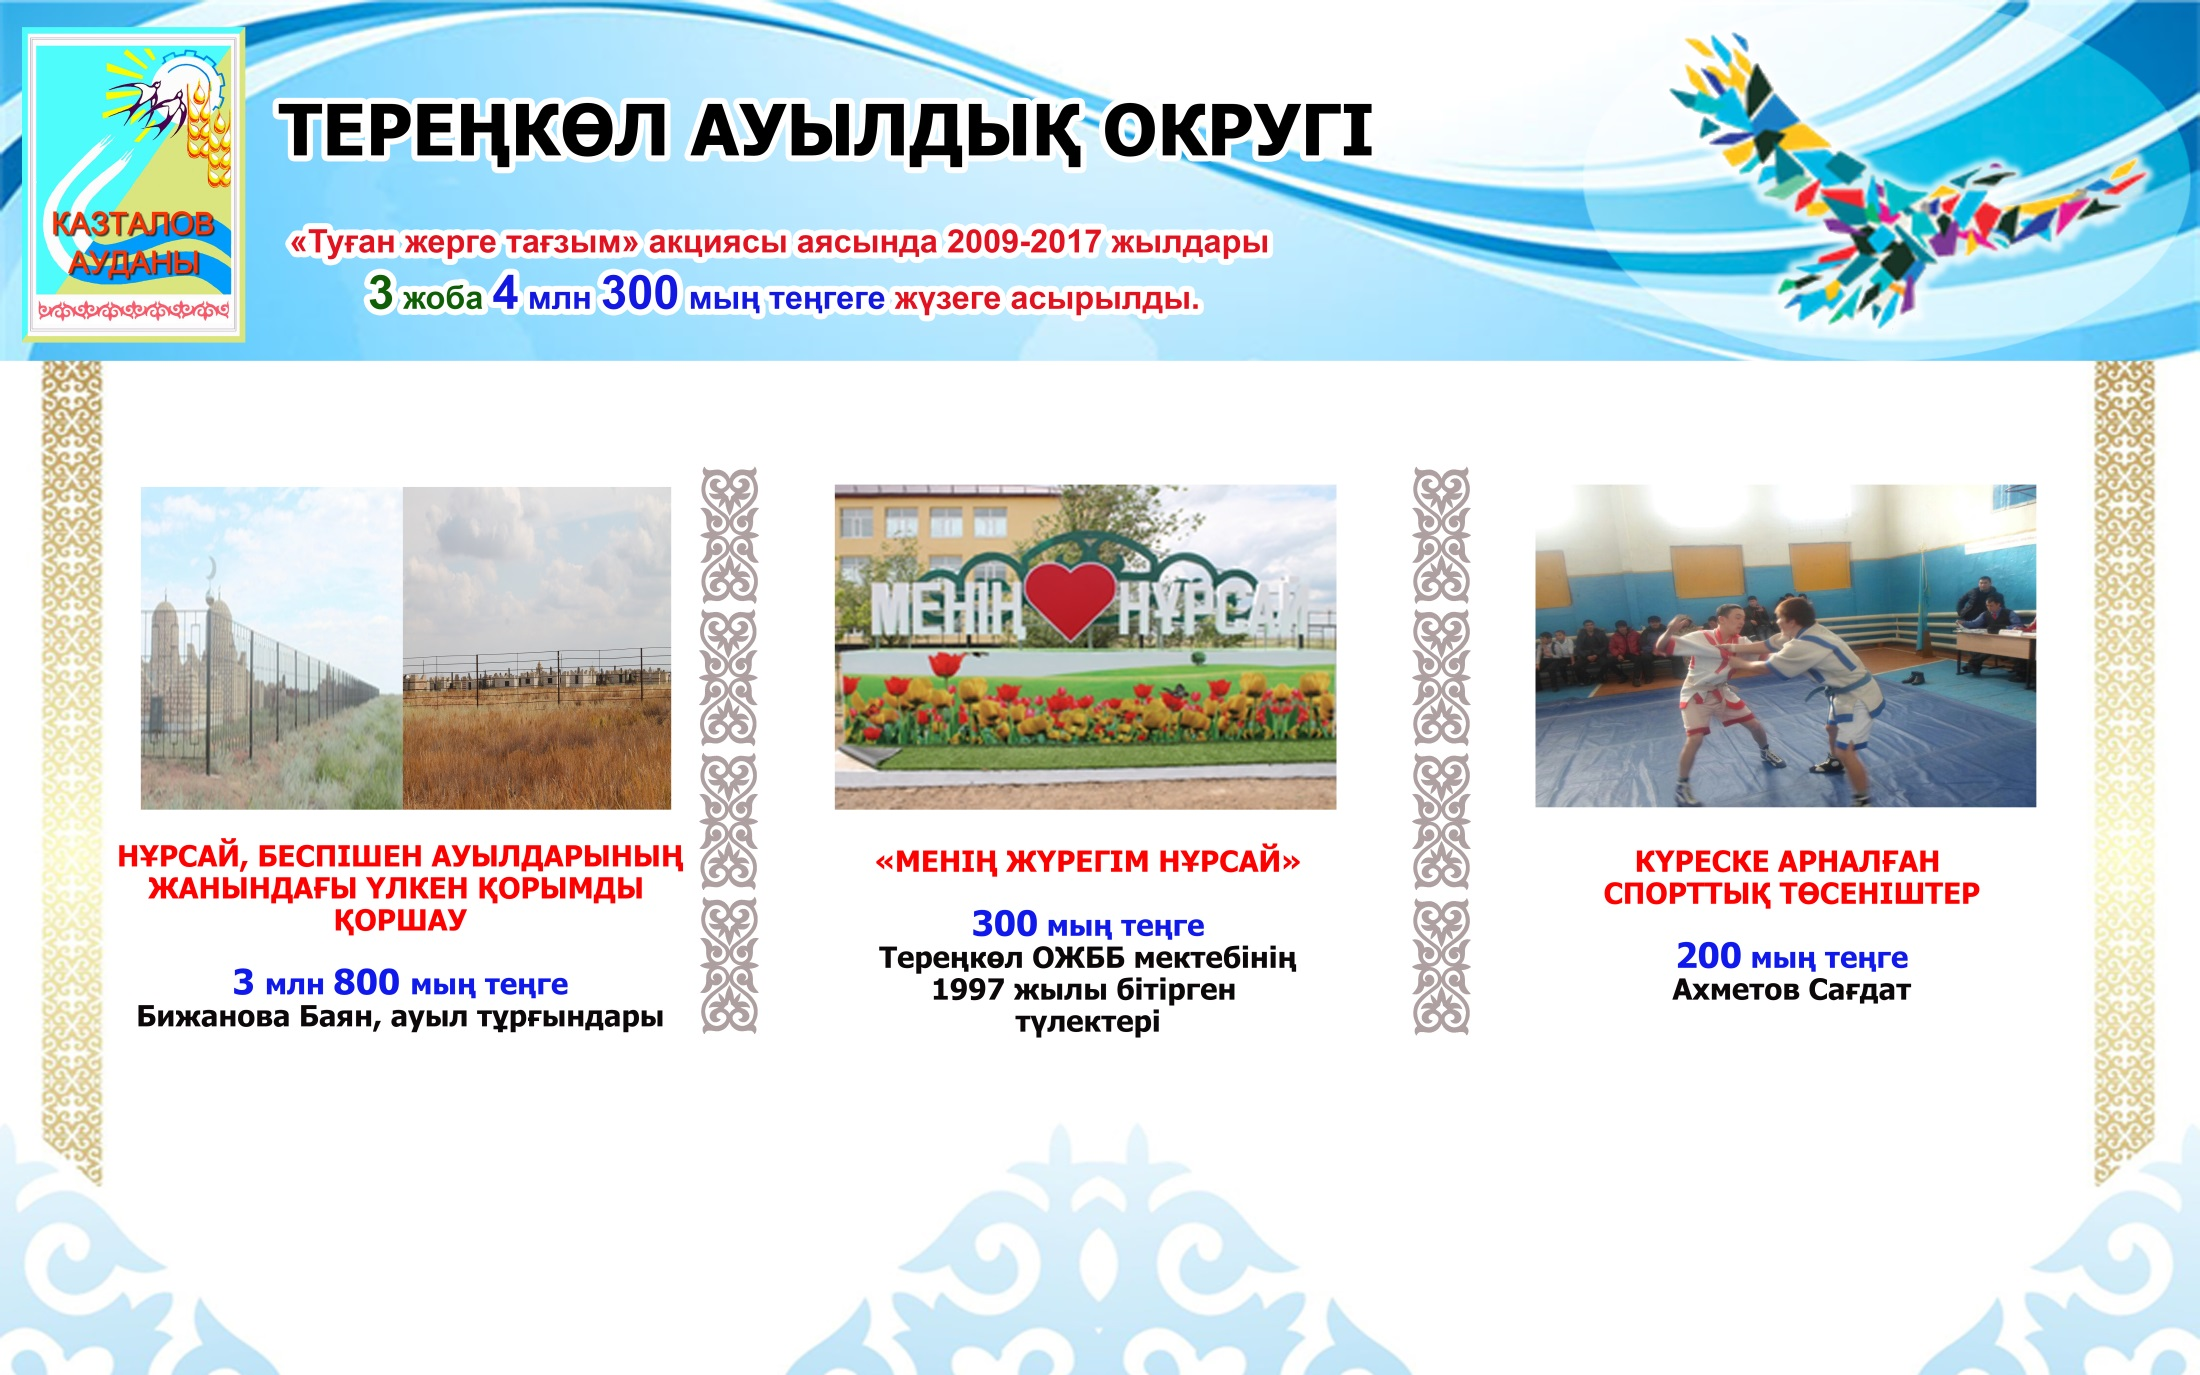 КАЗТАЛОВ
АУДАНЫ
ТЕРЕҢКӨЛ АУЫЛДЫҚ ОКРУГІ
«Туған жерге тағзым» акциясы аясында 2009-2017 жылдары
3 жоба 4 млн 300 мың теңгеге жүзеге асырылды.
МЕНІҢ НҰРСАЙ
НҰРСАЙ, БЕСПІШЕН АУЫЛДАРЫНЫҢ
ЖАНЫНДАҒЫ ҮЛКЕН ҚОРЫМДЫ
ҚОРШАУ
3 млн 800 мың теңге
Бижанова Баян, ауыл тұрғындары
«МЕНІҢ ЖҮРЕГІМ НҰРСАЙ»
300 мың теңге
Тереңкөл ОЖББ мектебінің
1997 жылы бітірген
түлектері
КҮРЕСКЕ АРНАЛҒАН
СПОРТТЫҚ ТӨСЕНІШТЕР
200 мың теңге
Ахметов Сағдат